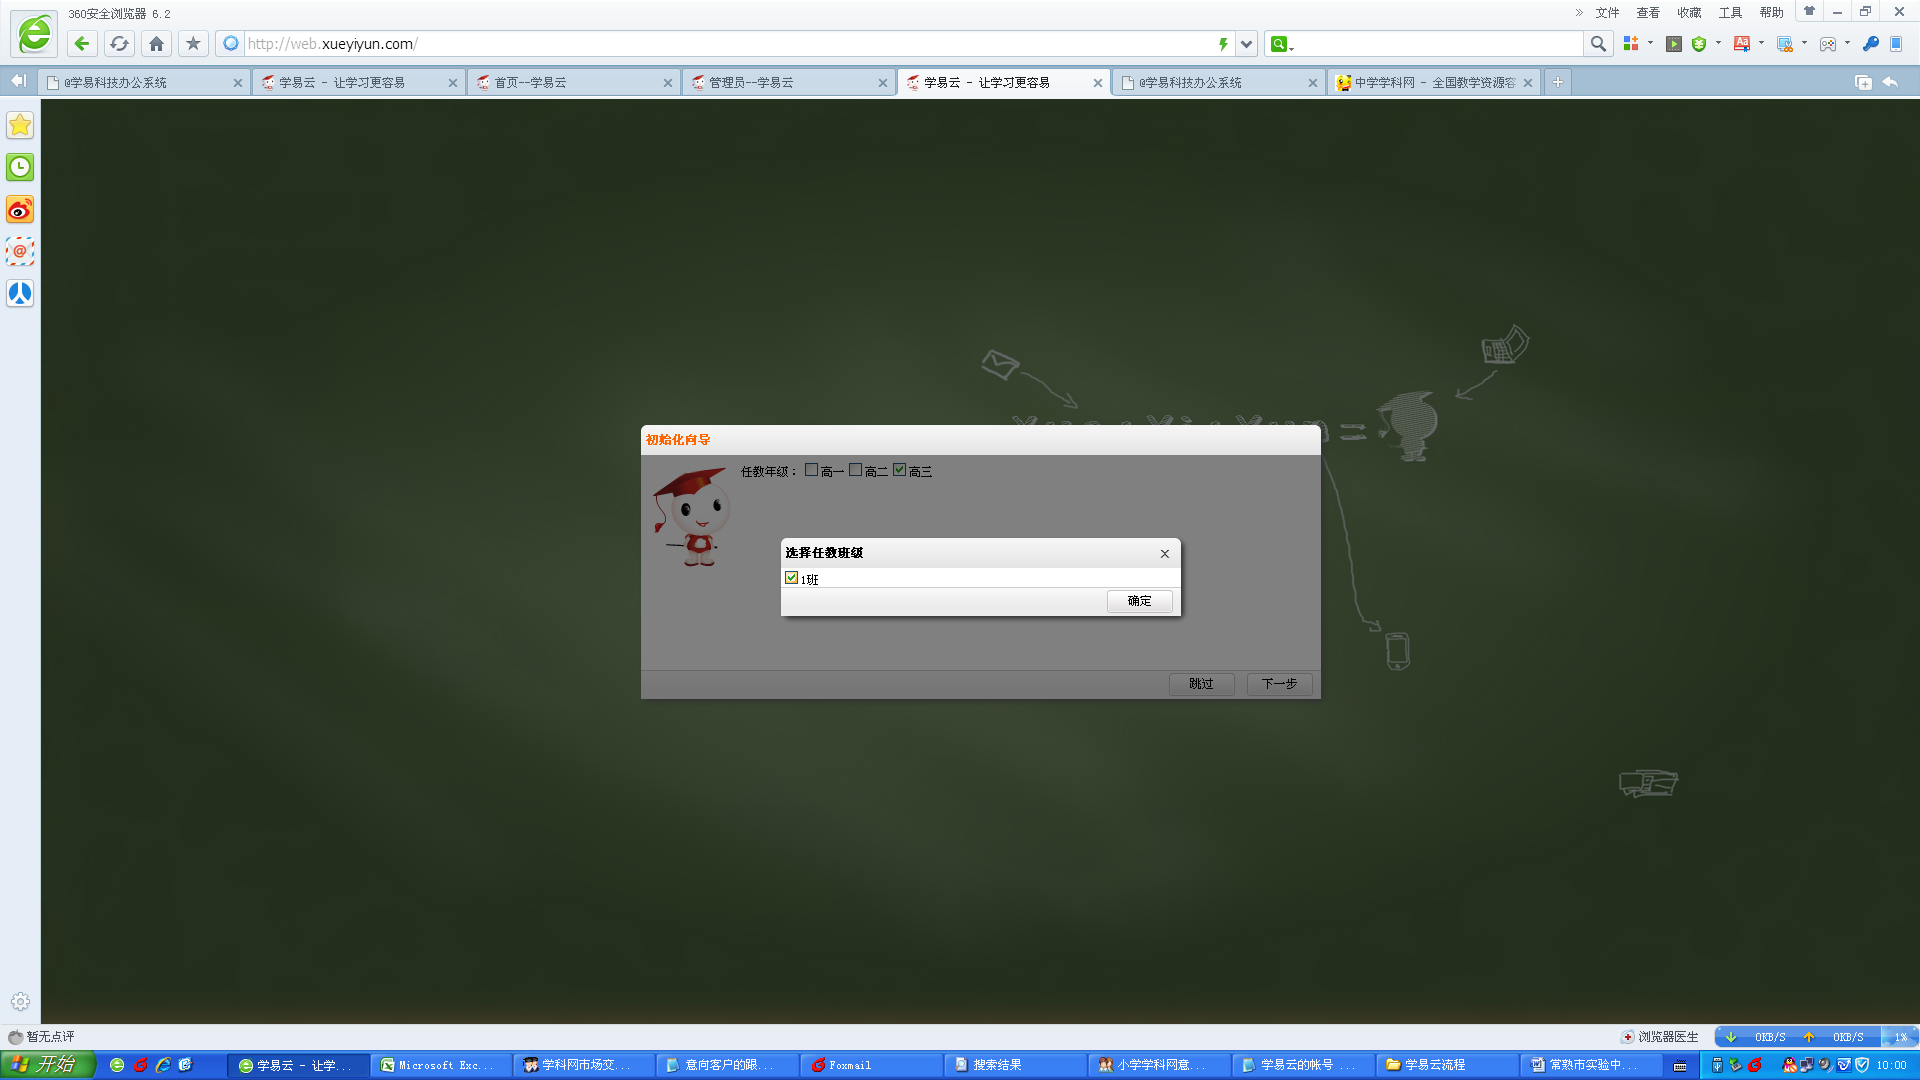 360安全浏览器 6.2
» 文件 查看 收藏 工具 帮助
http://web.xueyiyun.com/
@学易科技办公系统
学易云 - 让学习更容易
首页--学易云
管理员--学易云
学易云 - 让学习更容易
@学易科技办公系统
中学学科网 - 全国教学资源容
初始化向导
任教年级： 高一 高二 高三
选择任教班级
1班
确定
跳过 下一步
暂无点评
浏览器医生
0KB/S 0KB/S 1%
开始
学易云 - 让学...
Microsoft Exc...
学科网市场交...
意向客户的跟...
Foxmail
搜索结果
小学学科网意...
学易云的帐号 ...
学易云流程
常熟市实验中...
10:00